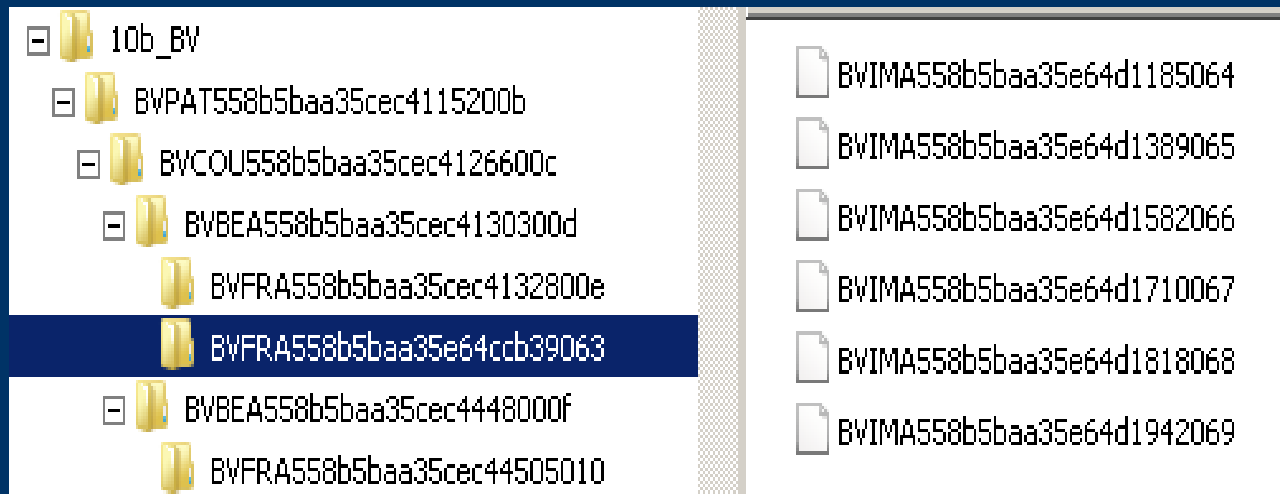 10b_BV
BVPAT558b5baa35cec4115200b
BVCOU558b5baa35cec4126600c
BVBEA558b5baa35cec4130300d
BVFRA558b5baa35cec4132800e
BVFRA558b5baa35e64ccb39063
BVBEA558b5baa35cec4448000f
BVFRA558b5baa35cec44505010
BVIMA558b5baa35e64d1185064
BVIMA558b5baa35e64d1389065
BVIMA558b5baa35e64d1582066
BVIMA558b5baa35e64d1710067
BVIMA558b5baa35e64d1818068
BVIMA558b5baa35e64d1942069